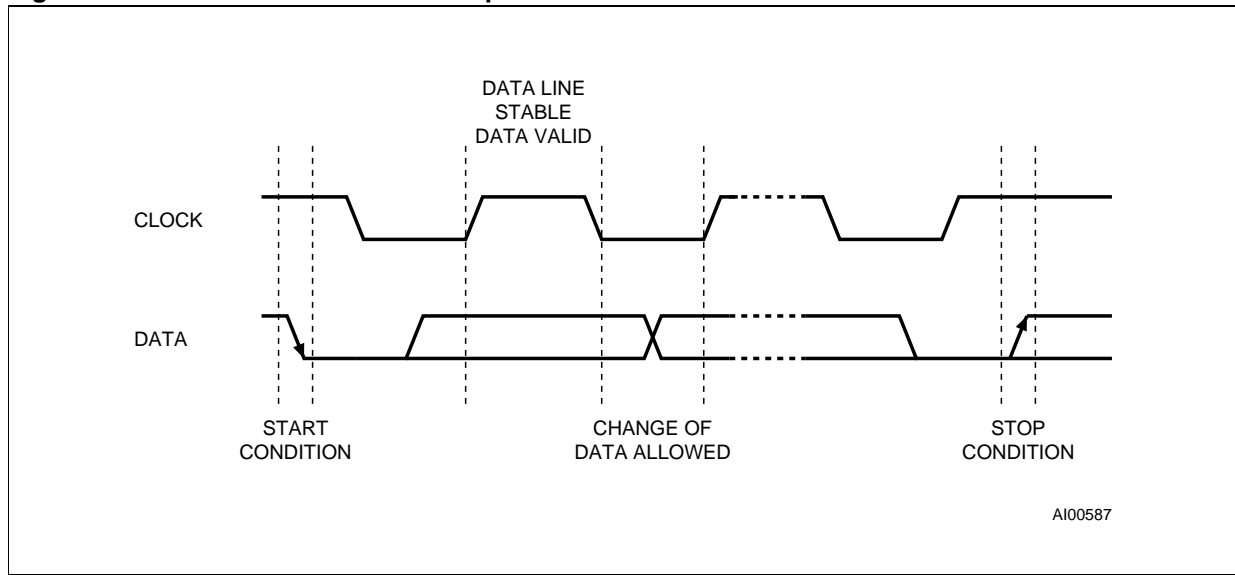 DATA LINE
STABLE
DATA VALID
CLOCK
DATA
START
CONDITION
CHANGE OF
DATA ALLOWED
STOP
CONDITION
AI00587